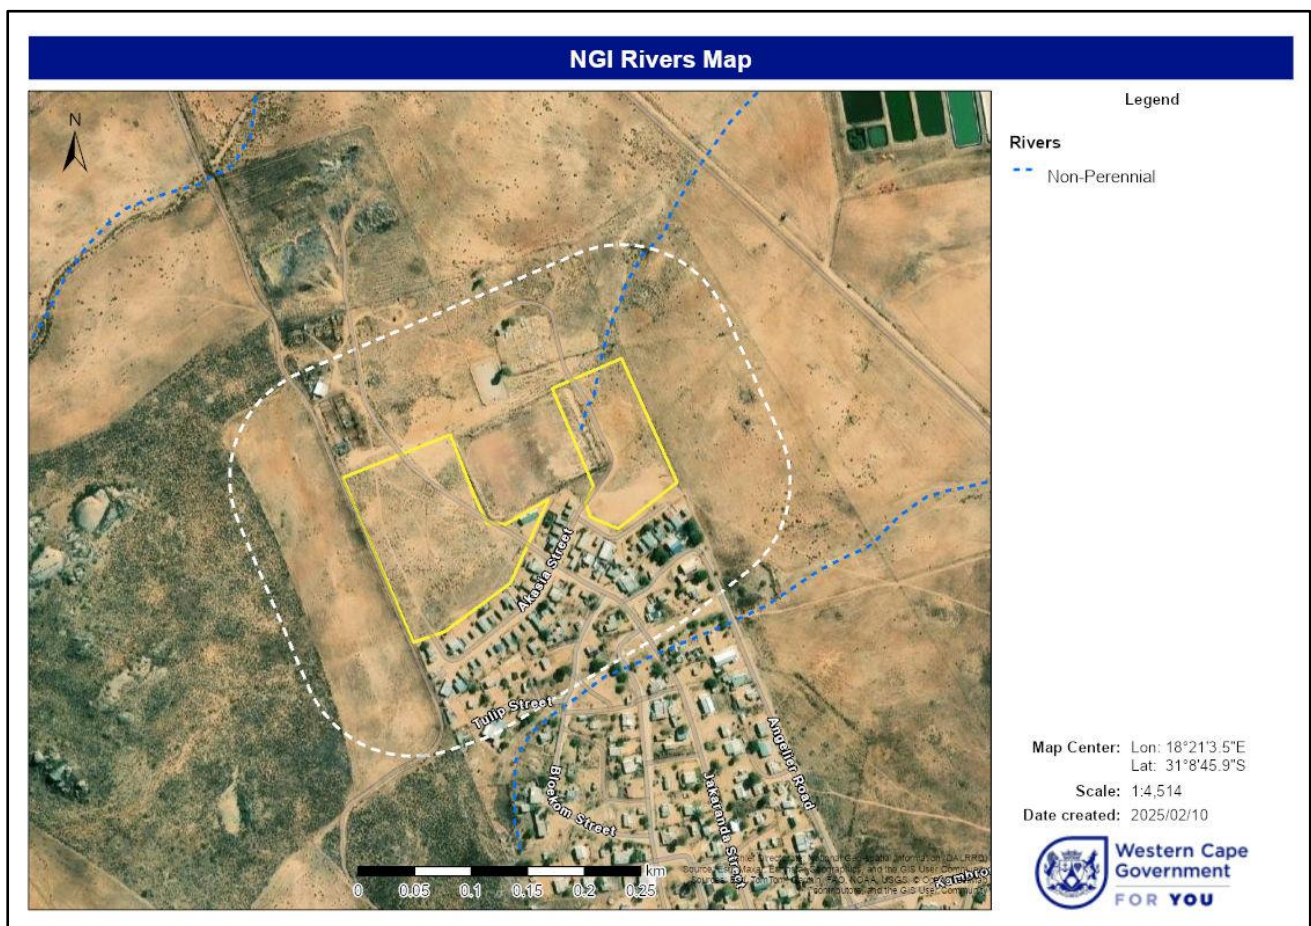 NGI Rivers Map
N
Legend
Rivers
Non-Perennial
Akasia Street
Tulip Street
Bloekom Street
Jakaranda Street
Angelier Road
Map Center: Lon: 18°21'3.5"E
Lat: 31°8'45.9"S
Scale: 1:4,514
Date created: 2025/02/10
km
0 0.05 0.1 0.15 0.2 0.25
Western Cape
Government
FOR YOU